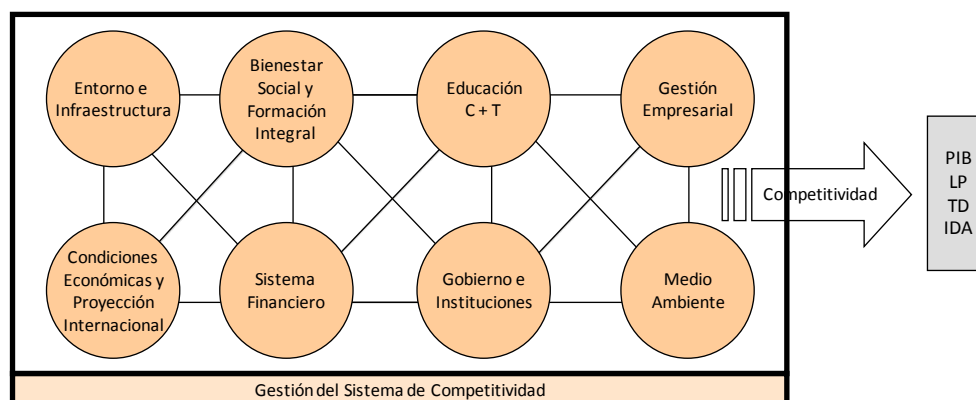 Entorno e
Infraestructura
Bienestar
Social y
Formación
Integral
Educación
C + T
Gestión
Empresarial
Condiciones
Económicas y
Proyección
Internacional
Sistema
Financiero
Gobierno e
Instituciones
Medio
Ambiente
Competitividad
PIB
LP
TD
IDA
Gestión del Sistema de Competitividad